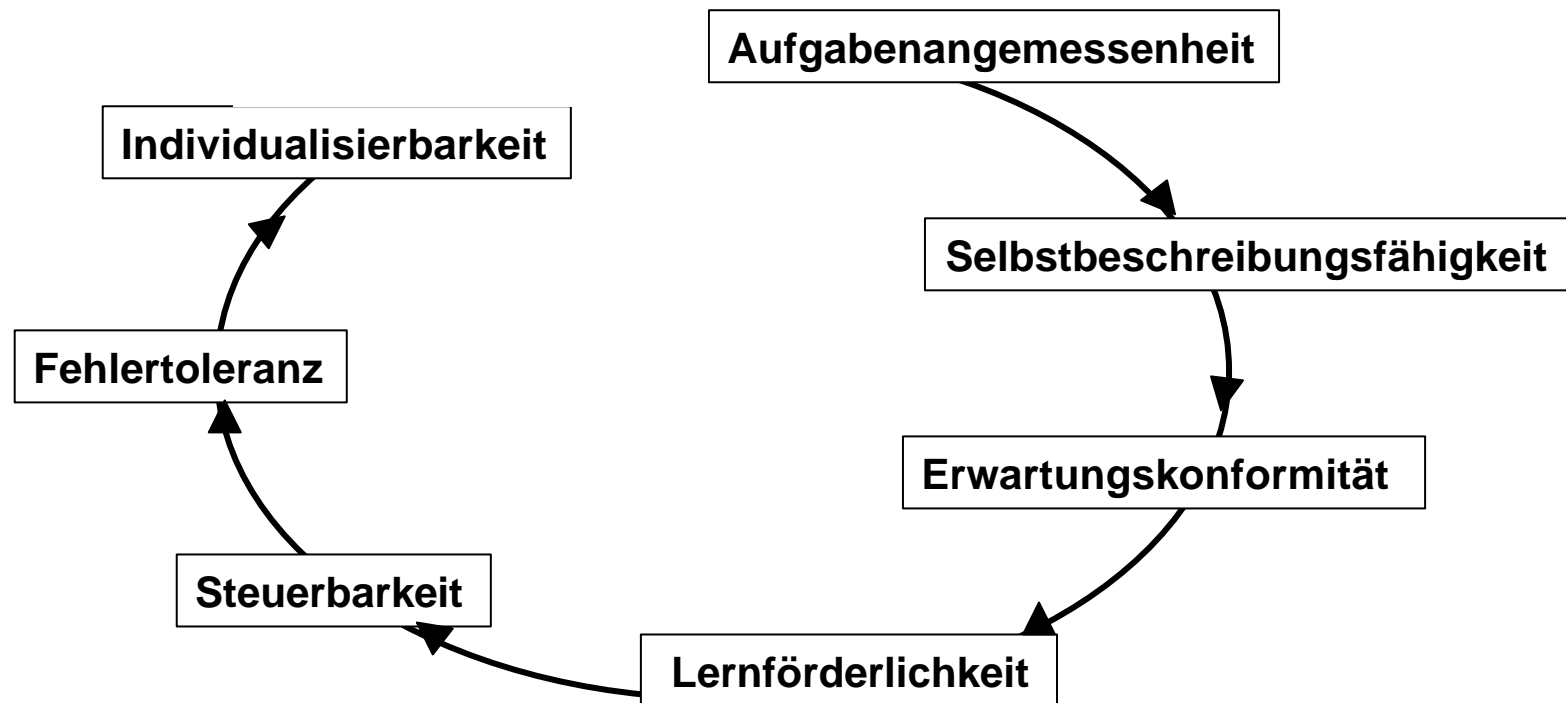 Aufgabenangemessenheit
Individualisierbarkeit
Selbstbeschreibungsfähigkeit
Fehlertoleranz
Erwartungskonformität
Steuerbarkeit
Lernförderlichkeit